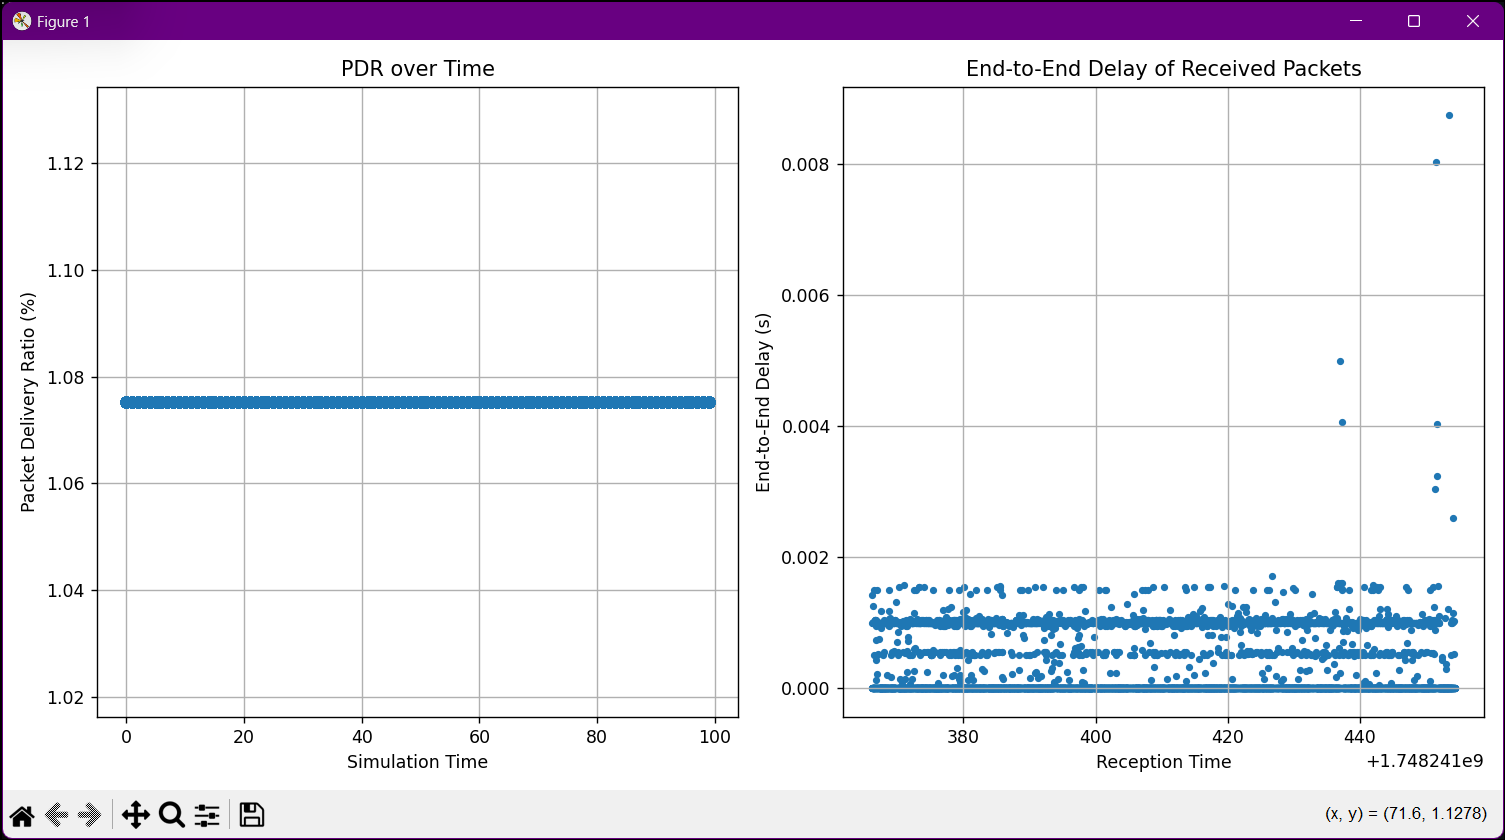 Figure 1
PDR over Time
1.12
1.10
1.08
1.06
1.04
1.02
Packet Delivery Ratio (%)
0 20 40 60 80 100
Simulation Time
End-to-End Delay of Received Packets
0.008
0.006
0.004
0.002
0.000
End-to-End Delay (s)
380 400 420 440
Reception Time
+1.748241e9
(x, y) = (71.6, 1.1278)